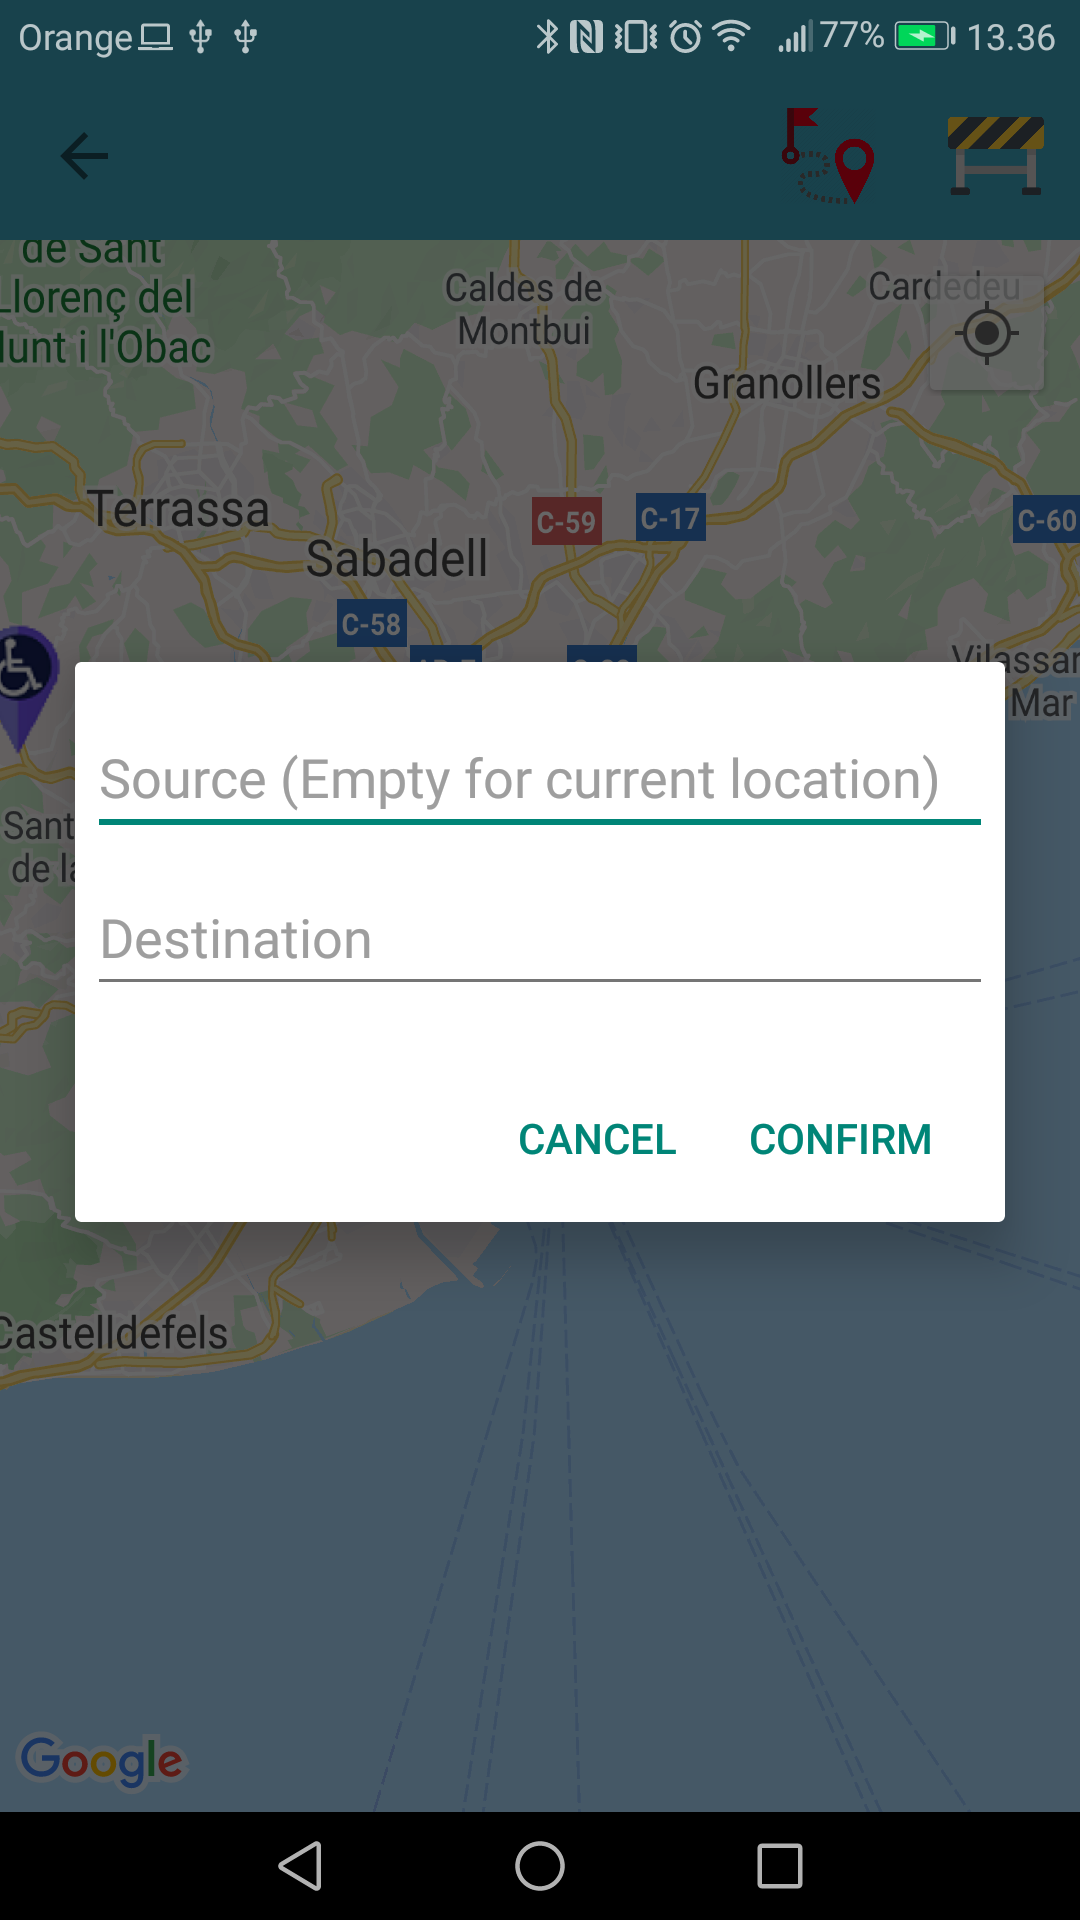 Orange 77% 13.36
de Sant
Llorenç del
Munt i l'Obac
Caldes de
Montbui
Cardedeu
Granollers
Terrassa
C-59
C-17
C-60
Sabadell
C-58
Vilassar
Mar
Source (Empty for current location)
Sant
de la
Destination
CANCEL CONFIRM
Castelldefels
Google